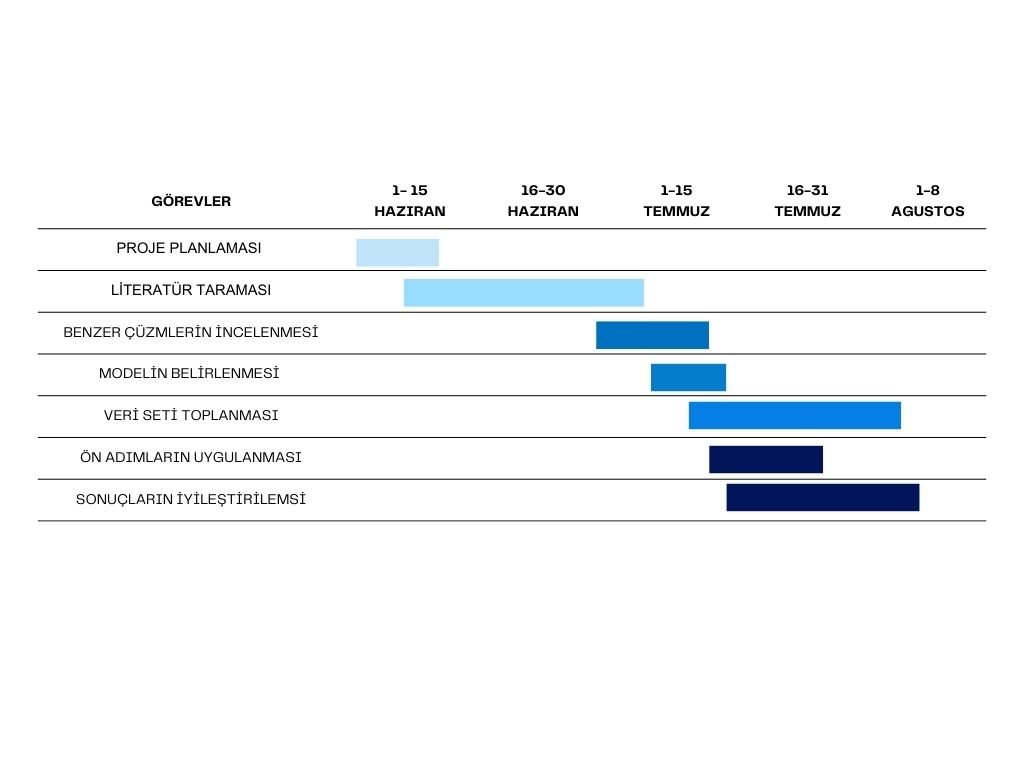 GÖREVLER
1- 15
HAZIRAN
16-30
HAZIRAN
1-15
TEMMUZ
16-31
TEMMUZ
1-8
AGUSTOS
PROJE PLANLAMASI
LİTERATÜR TARAMASI
BENZER ÇÜZMLERİN İNCELENMESİ
MODELİN BELİRLENMESİ
VERİ SETİ TOPLANMASI
ÖN ADIMLARIN UYGULANMASI
SONUÇLARIN İYİLEŞTİRİLEMSİ